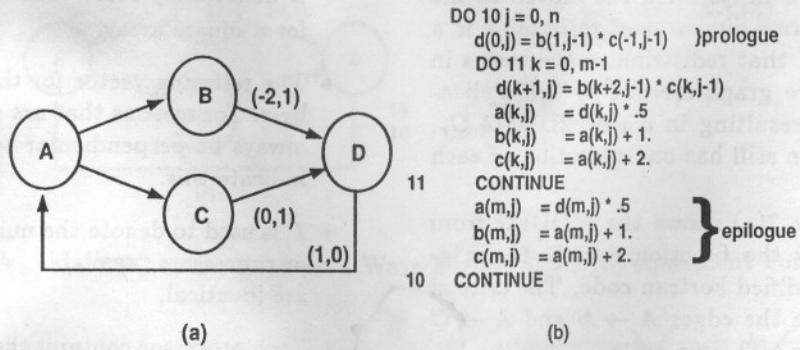 A
B
C
D
(-2,1)
(0,1)
(1,0)
(a)
DO 10 j = 0, n
d(0,j) = b(1,j-1) * c(-1,j-1) }prologue
DO 11 k = 0, m-1
d(k+1,j) = b(k+2,j-1) * c(k,j-1)
a(k,j) = d(k,j) * .5
b(k,j) = a(k,j) + 1.
c(k,j) = a(k,j) + 2.
11 CONTINUE
a(m,j) = d(m,j) * .5
b(m,j) = a(m,j) + 1.
c(m,j) = a(m,j) + 2.
}epilogue
10 CONTINUE
(b)